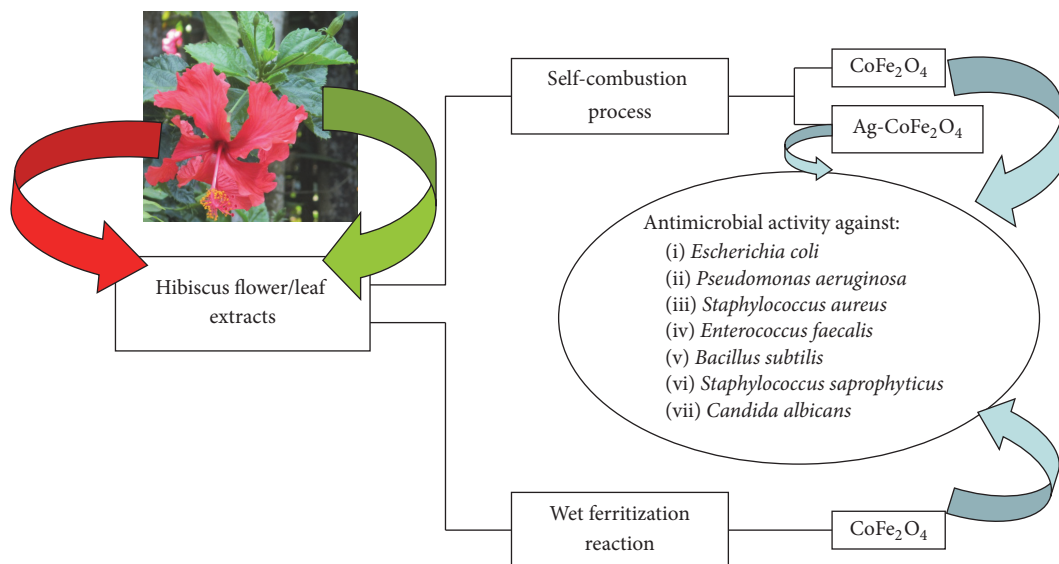 Hibiscus flower/leaf
extracts
Self-combustion
process
CoFe₂O₄
Ag-CoFe₂O₄
Antimicrobial activity against:
(i) Escherichia coli
(ii) Pseudomonas aeruginosa
(iii) Staphylococcus aureus
(iv) Enterococcus faecalis
(v) Bacillus subtilis
(vi) Staphylococcus saprophyticus
(vii) Candida albicans
Wet ferritization
reaction
CoFe₂O₄